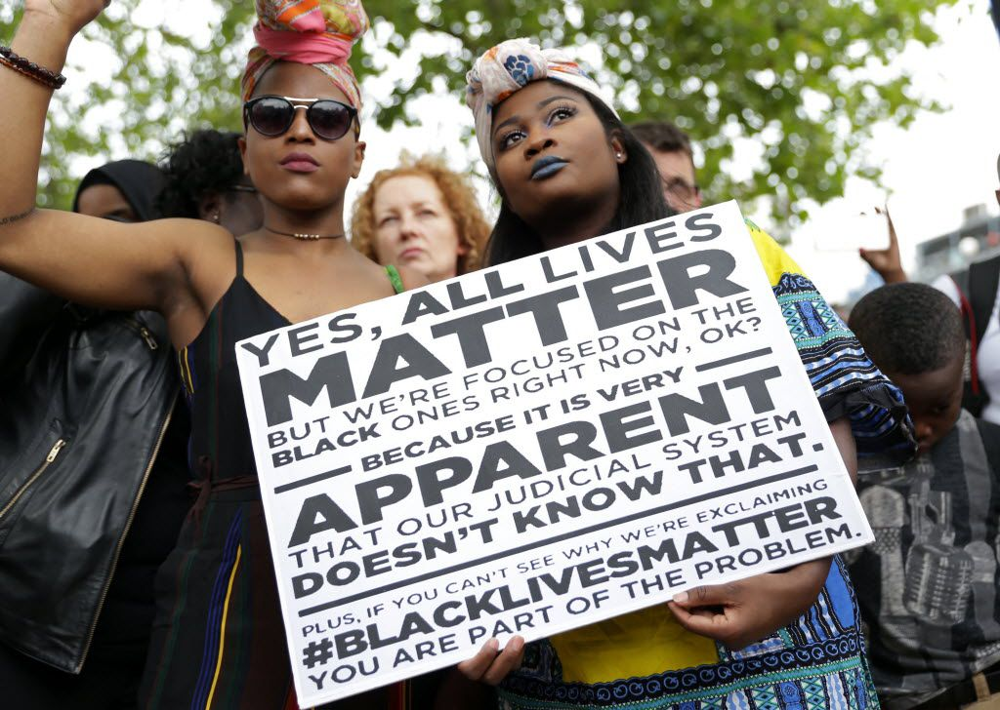 YES, ALL LIVES
MATTER
BUT WE'RE FOCUSED ON THE
BLACK ONES RIGHT NOW, OK?
BECAUSE IT IS VERY
APPARENT
THAT OUR JUDICIAL SYSTEM
DOESN'T KNOW THAT.
PLUS, IF YOU CAN'T SEE WHY WE'RE EXCLAIMING
#BLACKLIVESMATTER
YOU ARE PART OF THE PROBLEM.